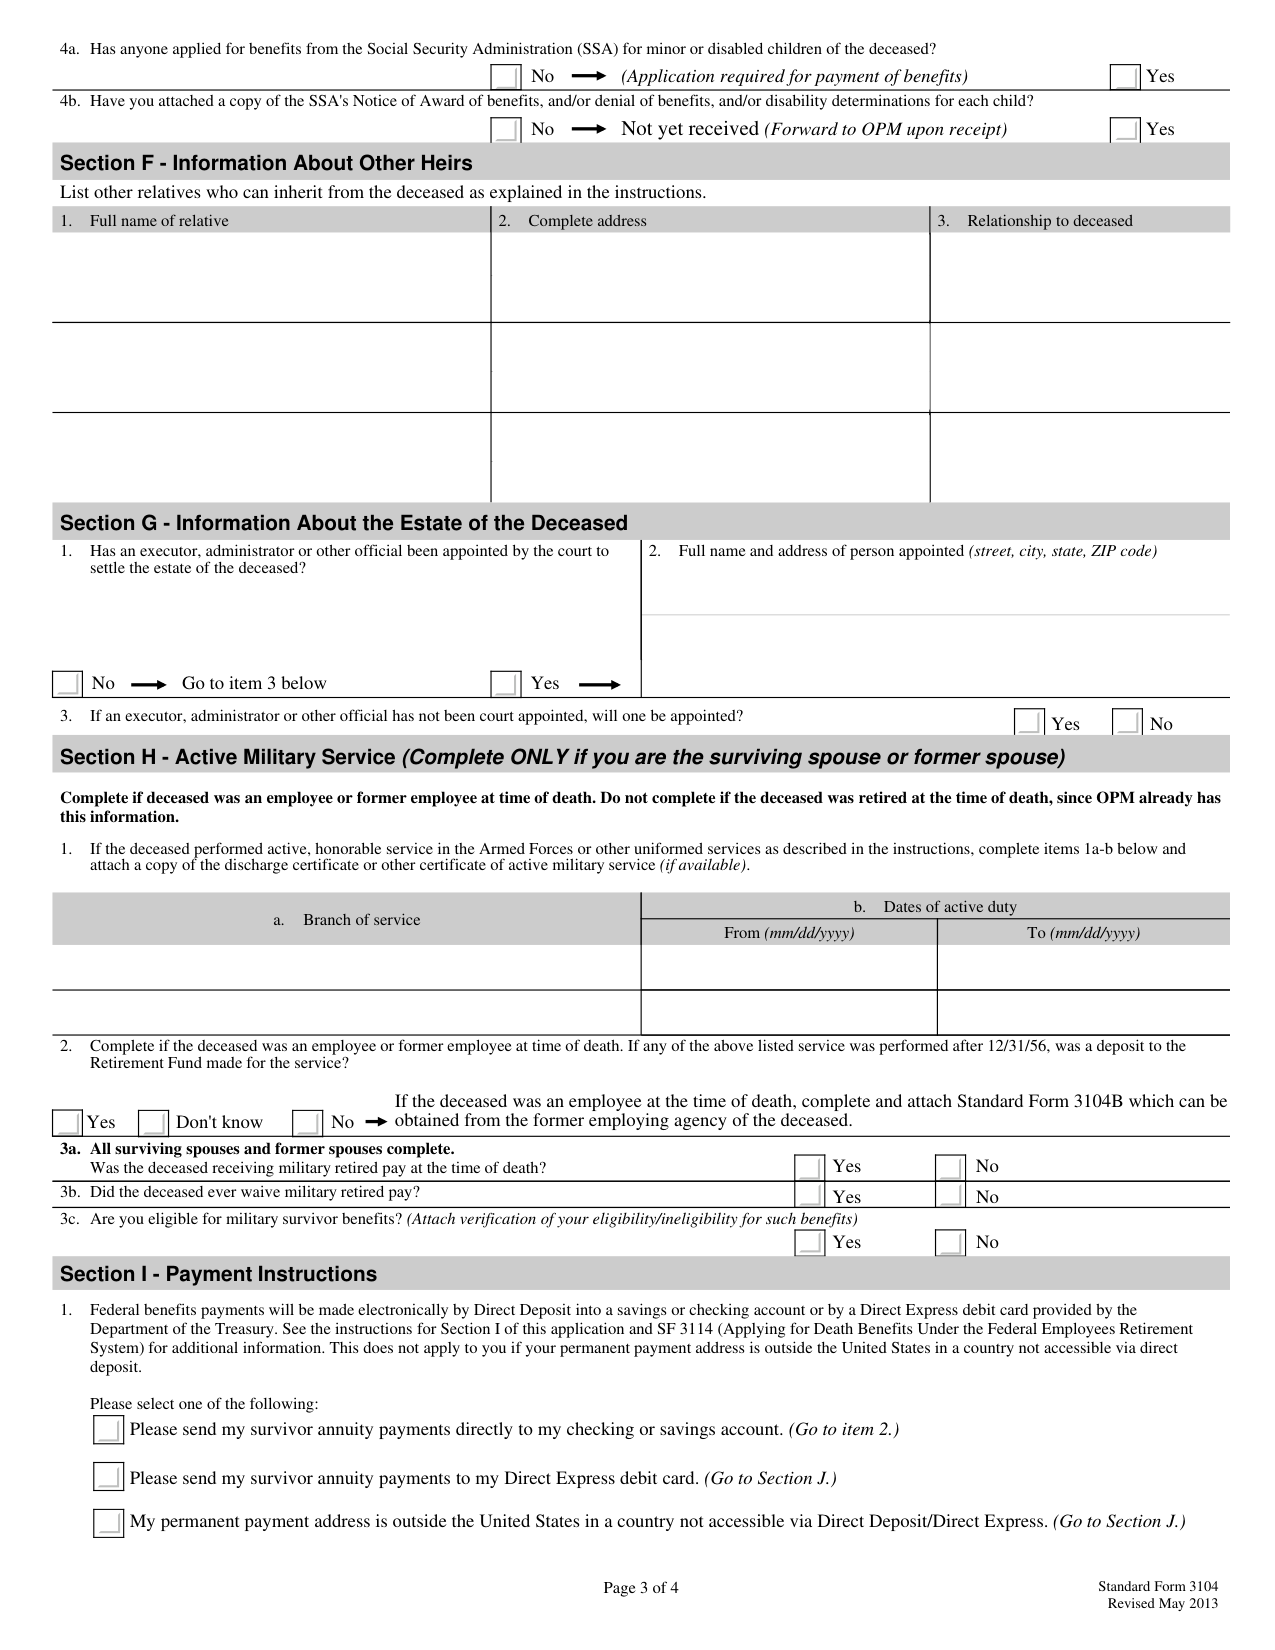 4a. Has anyone applied for benefits from the Social Security Administration (SSA) for minor or disabled children of the deceased?
No (Application required for payment of benefits) Yes
4b. Have you attached a copy of the SSA's Notice of Award of benefits, and/or denial of benefits, and/or disability determinations for each child?
No Not yet received (Forward to OPM upon receipt) Yes
Section F - Information About Other Heirs
List other relatives who can inherit from the deceased as explained in the instructions.
1. Full name of relative 2. Complete address 3. Relationship to deceased
Section G - Information About the Estate of the Deceased
1. Has an executor, administrator or other official been appointed by the court to
settle the estate of the deceased?
2. Full name and address of person appointed (street, city, state, ZIP code)
No Go to item 3 below Yes
3. If an executor, administrator or other official has not been court appointed, will one be appointed?
Yes No
Section H - Active Military Service (Complete ONLY if you are the surviving spouse or former spouse)
Complete if deceased was an employee or former employee at time of death. Do not complete if the deceased was retired at the time of death, since OPM already has
this information.
1. If the deceased performed active, honorable service in the Armed Forces or other uniformed services as described in the instructions, complete items 1a-b below and
attach a copy of the discharge certificate or other certificate of active military service (if available).
a. Branch of service
b. Dates of active duty
From (mm/dd/yyyy) To (mm/dd/yyyy)
2. Complete if the deceased was an employee or former employee at time of death. If any of the above listed service was performed after 12/31/56, was a deposit to the
Retirement Fund made for the service?
Yes Don't know No
If the deceased was an employee at the time of death, complete and attach Standard Form 3104B which can be
obtained from the former employing agency of the deceased.
3a. All surviving spouses and former spouses complete.
Was the deceased receiving military retired pay at the time of death? Yes No
3b. Did the deceased ever waive military retired pay? Yes No
3c. Are you eligible for military survivor benefits? (Attach verification of your eligibility/ineligibility for such benefits)
Yes No
Section I - Payment Instructions
1. Federal benefits payments will be made electronically by Direct Deposit into a savings or checking account or by a Direct Express debit card provided by the
Department of the Treasury. See the instructions for Section I of this application and SF 3114 (Applying for Death Benefits Under the Federal Employees Retirement
System) for additional information. This does not apply to you if your permanent payment address is outside the United States in a country not accessible via direct
deposit.
Please select one of the following:
Please send my survivor annuity payments directly to my checking or savings account. (Go to item 2.)
Please send my survivor annuity payments to my Direct Express debit card. (Go to Section J.)
My permanent payment address is outside the United States in a country not accessible via Direct Deposit/Direct Express. (Go to Section J.)
Page 3 of 4
Standard Form 3104
Revised May 2013